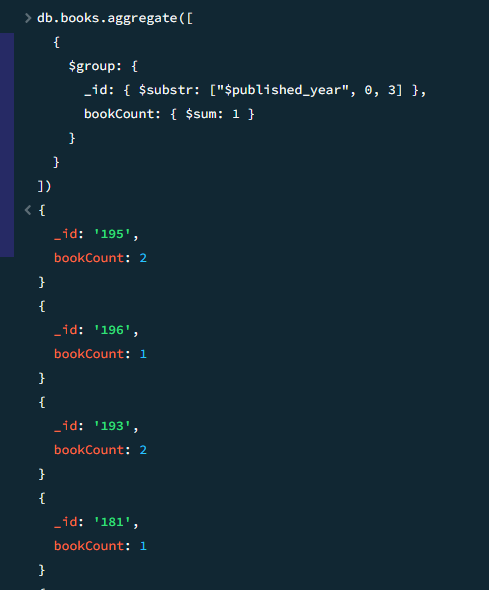 > db.books.aggregate([
{
$group: {
_id: { $substr: ["$published_year", 0, 3] },
bookCount: { $sum: 1 }
}
}
])
< {
_id: '195',
bookCount: 2
}
{
_id: '196',
bookCount: 1
}
{
_id: '193',
bookCount: 2
}
{
_id: '181',
bookCount: 1
}